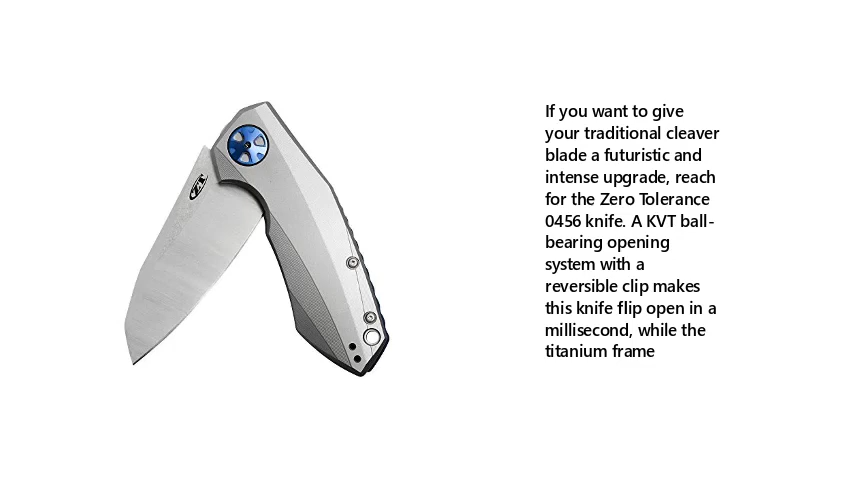 ZT
If you want to give
your traditional cleaver
blade a futuristic and
intense upgrade, reach
for the Zero Tolerance
0456 knife. A KVT ball-
bearing opening
system with a
reversible clip makes
this knife flip open in a
millisecond, while the
titanium frame